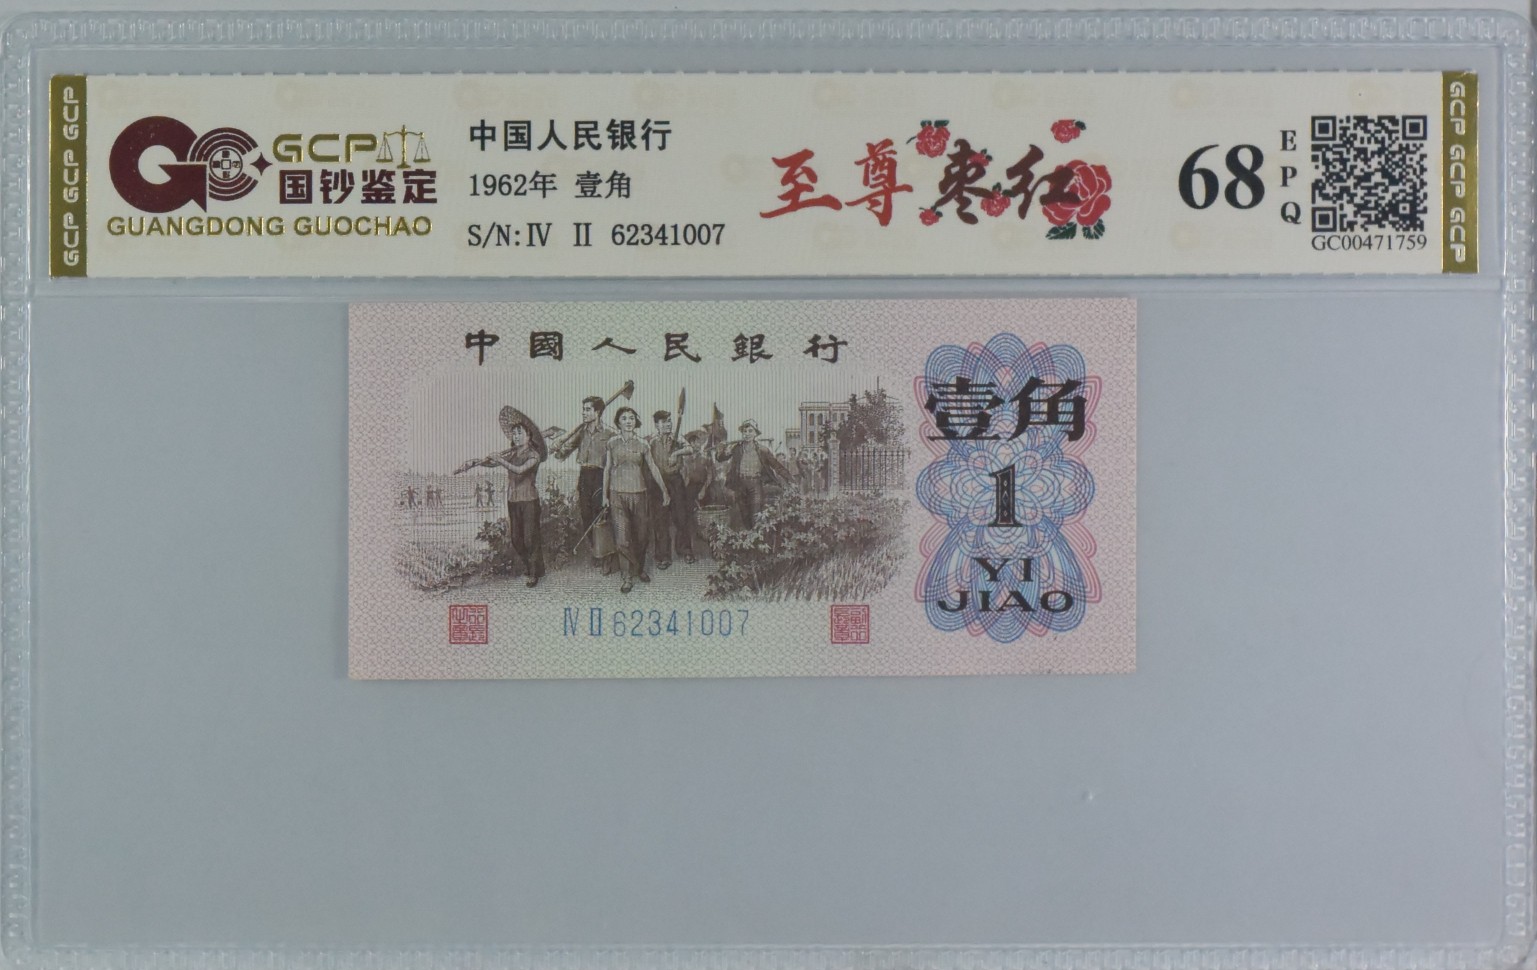 GCP GCP GCP
GCP
国钞鉴定
GUANGDONG GUOCHAO
中国人民银行
1962年 壹角
S/N: Ⅳ Ⅱ 62341007
至尊枣红
68
EPQ
GC00471759
GCP GCP GCP
中國人民銀行
壹角
1
YI
JIAO
Ⅳ Ⅱ 62341007